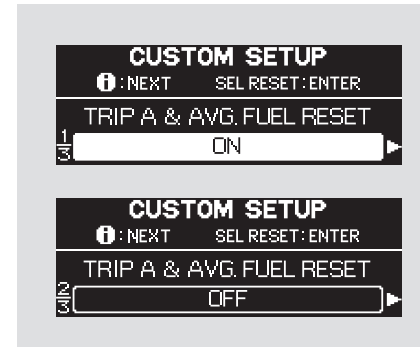 CUSTOM SETUP
i : NEXT SEL RESET : ENTER
TRIP A & AVG. FUEL RESET
1/3 ON
CUSTOM SETUP
i : NEXT SEL RESET : ENTER
TRIP A & AVG. FUEL RESET
2/3 OFF